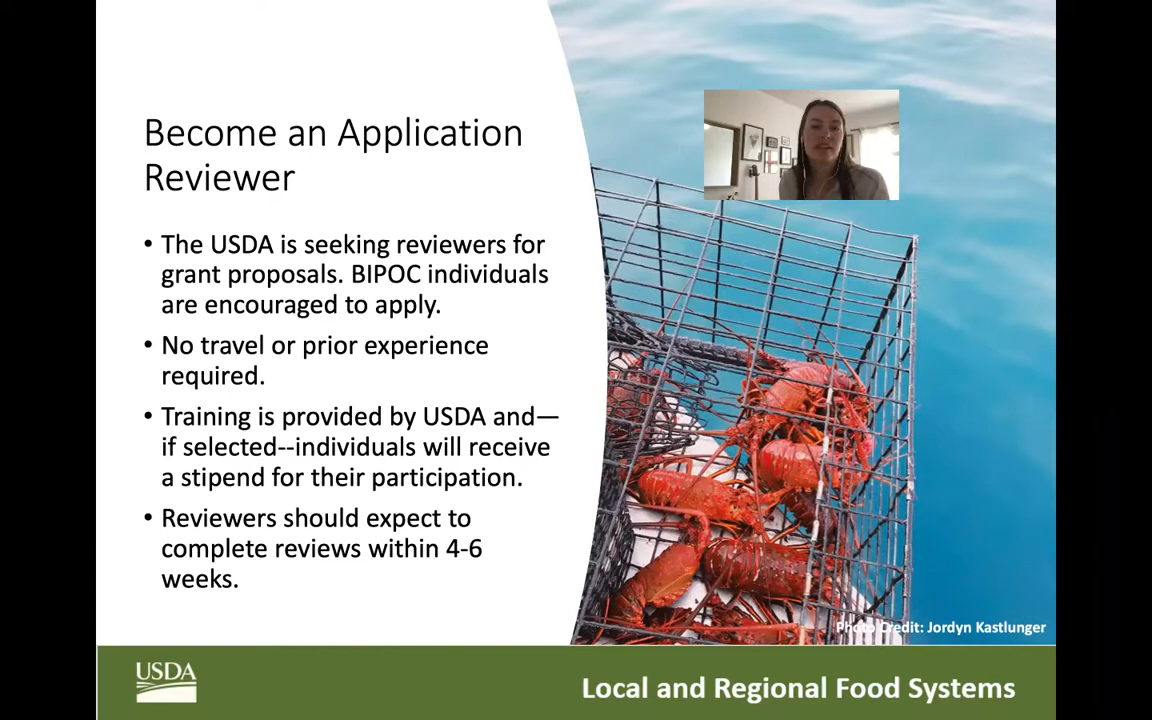 Become an Application
Reviewer
• The USDA is seeking reviewers for
grant proposals. BIPOC individuals
are encouraged to apply.
• No travel or prior experience
required.
• Training is provided by USDA and—
if selected--individuals will receive
a stipend for their participation.
• Reviewers should expect to
complete reviews within 4-6
weeks.
Photo Credit: Jordyn Kastlunger
USDA
Local and Regional Food Systems